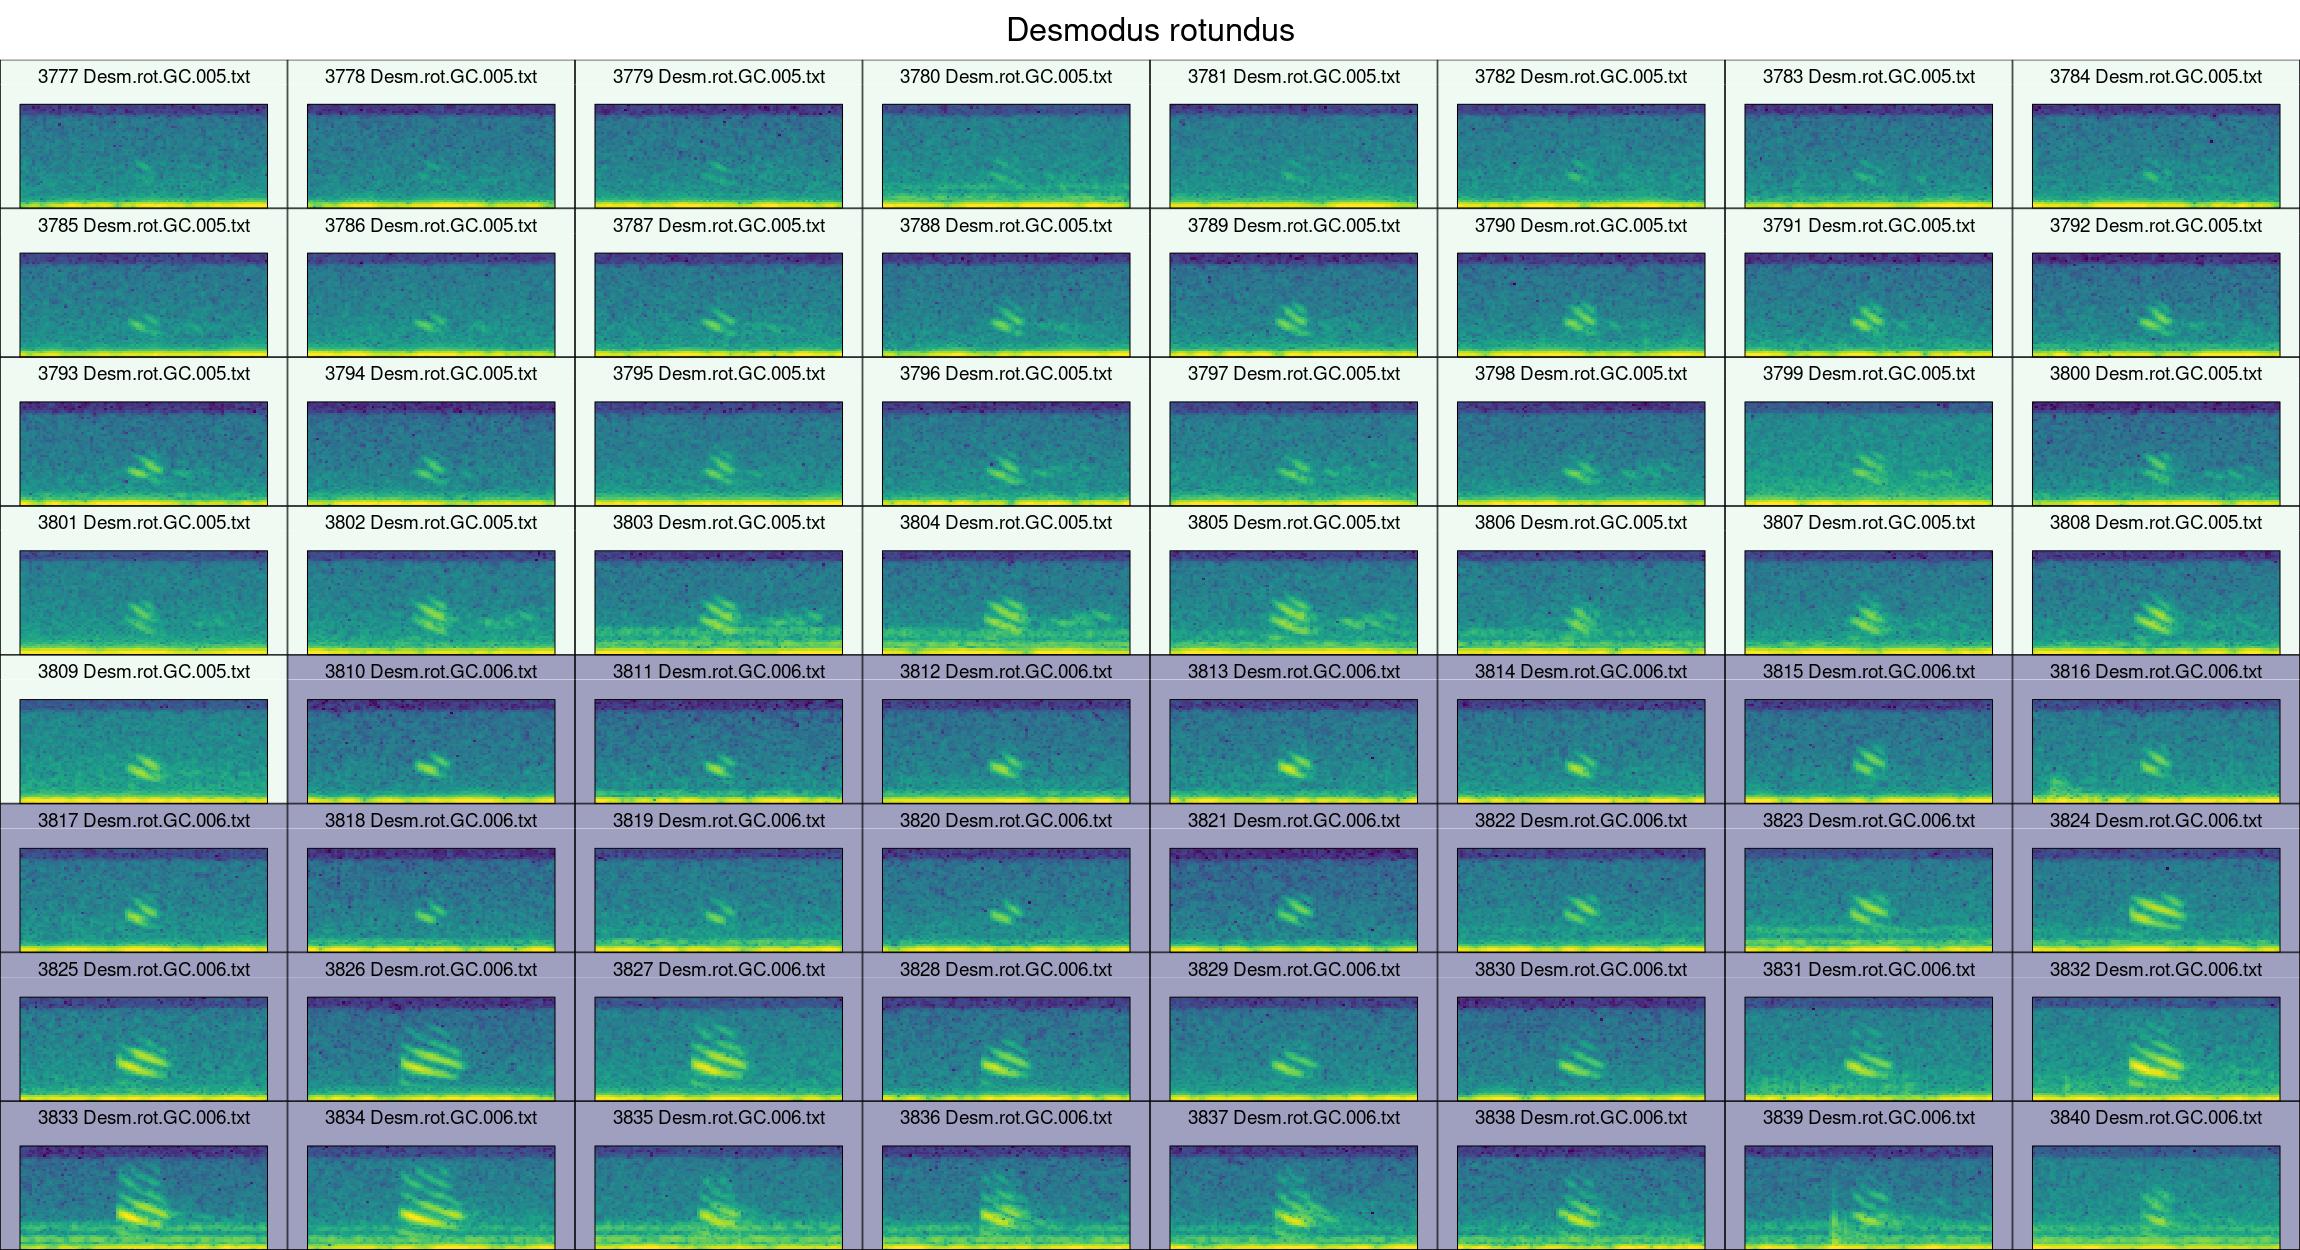 Desmodus rotundus
3777 Desm.rot.GC.005.txt 3778 Desm.rot.GC.005.txt 3779 Desm.rot.GC.005.txt 3780 Desm.rot.GC.005.txt 3781 Desm.rot.GC.005.txt 3782 Desm.rot.GC.005.txt 3783 Desm.rot.GC.005.txt 3784 Desm.rot.GC.005.txt
3785 Desm.rot.GC.005.txt 3786 Desm.rot.GC.005.txt 3787 Desm.rot.GC.005.txt 3788 Desm.rot.GC.005.txt 3789 Desm.rot.GC.005.txt 3790 Desm.rot.GC.005.txt 3791 Desm.rot.GC.005.txt 3792 Desm.rot.GC.005.txt
3793 Desm.rot.GC.005.txt 3794 Desm.rot.GC.005.txt 3795 Desm.rot.GC.005.txt 3796 Desm.rot.GC.005.txt 3797 Desm.rot.GC.005.txt 3798 Desm.rot.GC.005.txt 3799 Desm.rot.GC.005.txt 3800 Desm.rot.GC.005.txt
3801 Desm.rot.GC.005.txt 3802 Desm.rot.GC.005.txt 3803 Desm.rot.GC.005.txt 3804 Desm.rot.GC.005.txt 3805 Desm.rot.GC.005.txt 3806 Desm.rot.GC.005.txt 3807 Desm.rot.GC.005.txt 3808 Desm.rot.GC.005.txt
3809 Desm.rot.GC.005.txt 3810 Desm.rot.GC.006.txt 3811 Desm.rot.GC.006.txt 3812 Desm.rot.GC.006.txt 3813 Desm.rot.GC.006.txt 3814 Desm.rot.GC.006.txt 3815 Desm.rot.GC.006.txt 3816 Desm.rot.GC.006.txt
3817 Desm.rot.GC.006.txt 3818 Desm.rot.GC.006.txt 3819 Desm.rot.GC.006.txt 3820 Desm.rot.GC.006.txt 3821 Desm.rot.GC.006.txt 3822 Desm.rot.GC.006.txt 3823 Desm.rot.GC.006.txt 3824 Desm.rot.GC.006.txt
3825 Desm.rot.GC.006.txt 3826 Desm.rot.GC.006.txt 3827 Desm.rot.GC.006.txt 3828 Desm.rot.GC.006.txt 3829 Desm.rot.GC.006.txt 3830 Desm.rot.GC.006.txt 3831 Desm.rot.GC.006.txt 3832 Desm.rot.GC.006.txt
3833 Desm.rot.GC.006.txt 3834 Desm.rot.GC.006.txt 3835 Desm.rot.GC.006.txt 3836 Desm.rot.GC.006.txt 3837 Desm.rot.GC.006.txt 3838 Desm.rot.GC.006.txt 3839 Desm.rot.GC.006.txt 3840 Desm.rot.GC.006.txt